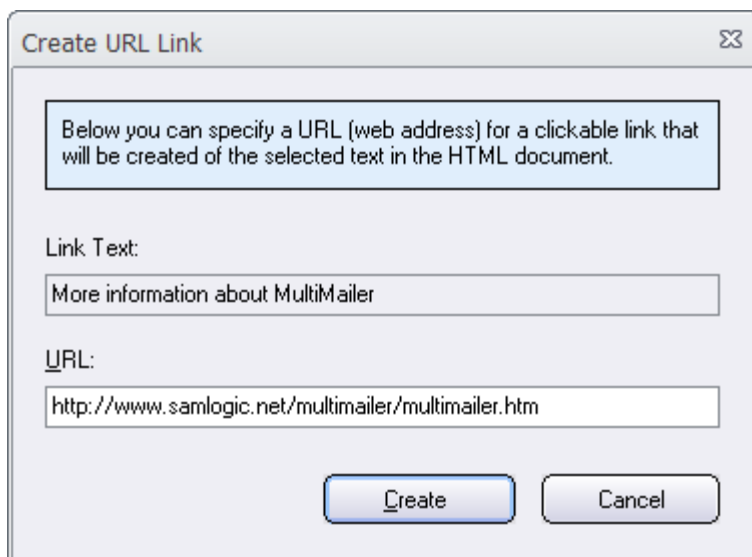 Create URL Link
Below you can specify a URL (web address) for a clickable link that
will be created of the selected text in the HTML document.
Link Text:
More information about MultiMailer
URL:
http://www.samlogic.net/multimailer/multimailer.htm
Create
Cancel